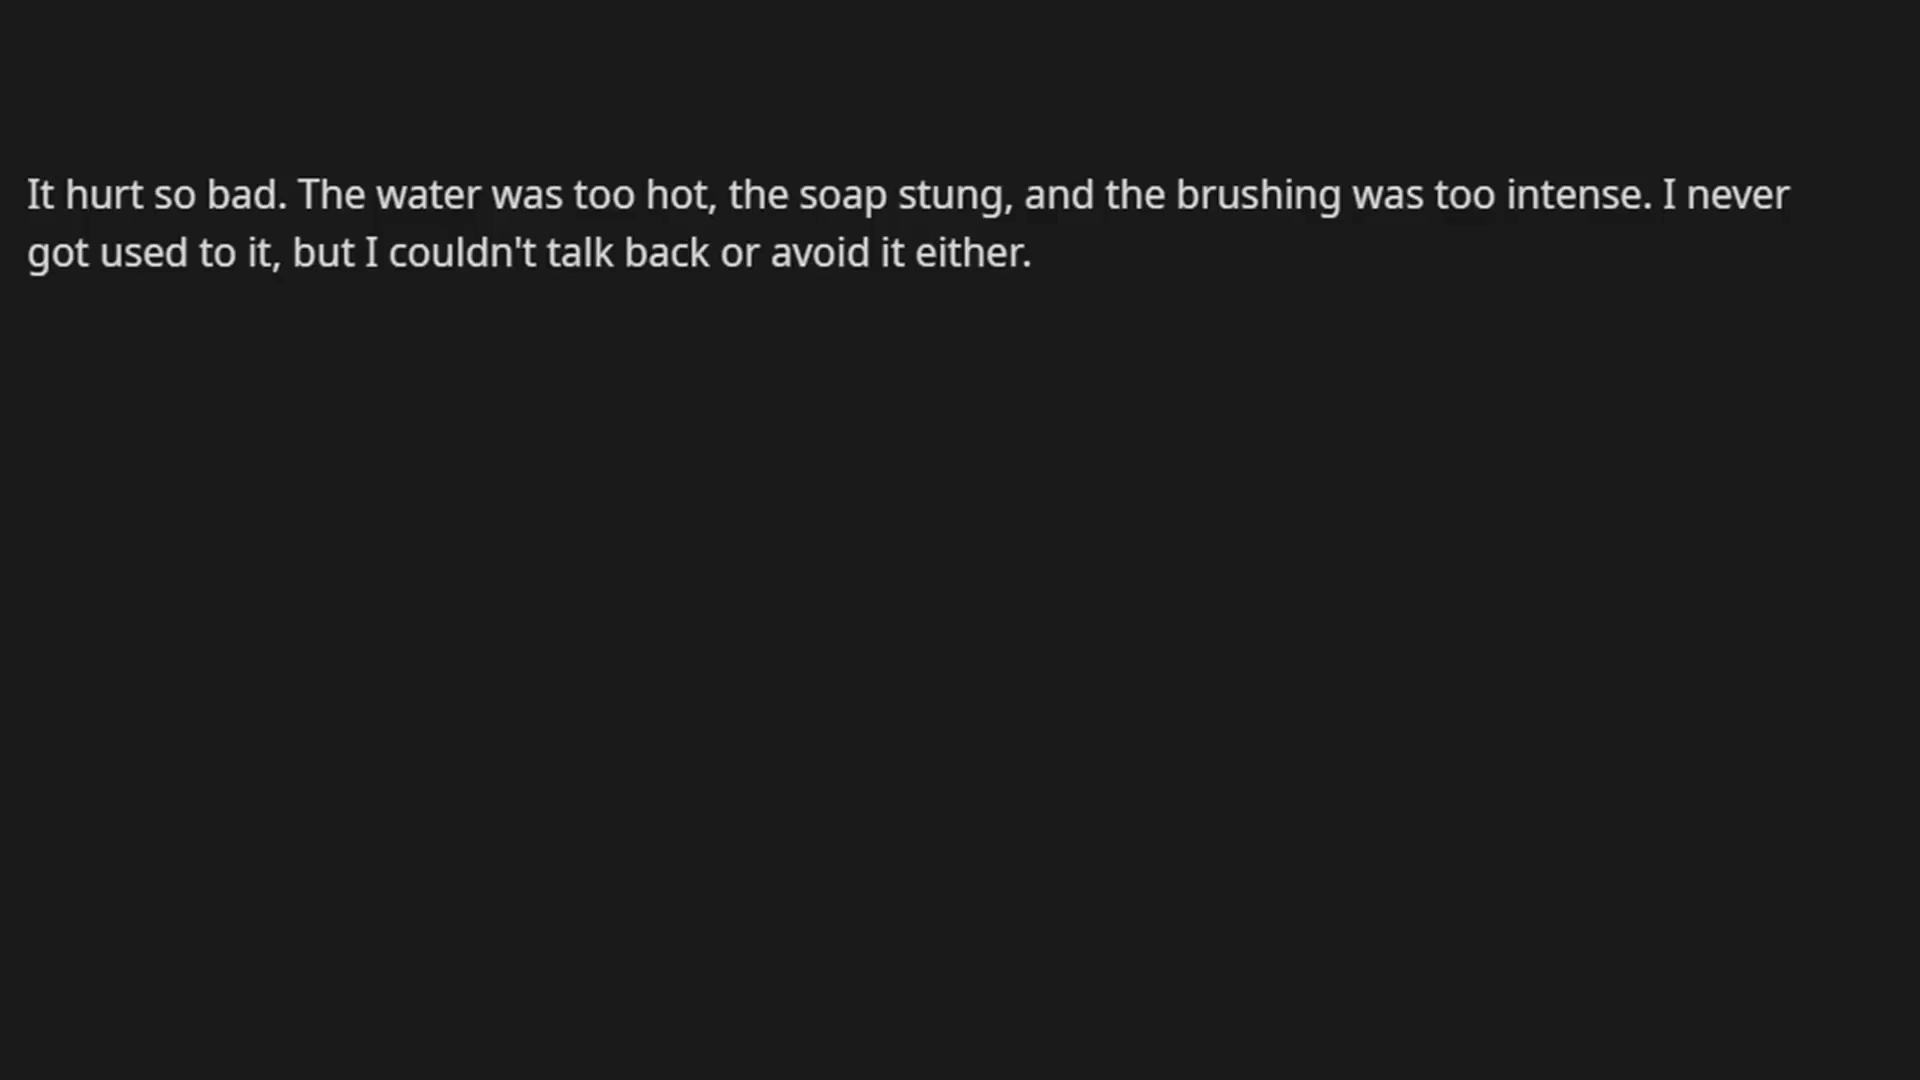 It hurt so bad. The water was too hot, the soap stung, and the brushing was too intense. I never
got used to it, but I couldn't talk back or avoid it either.